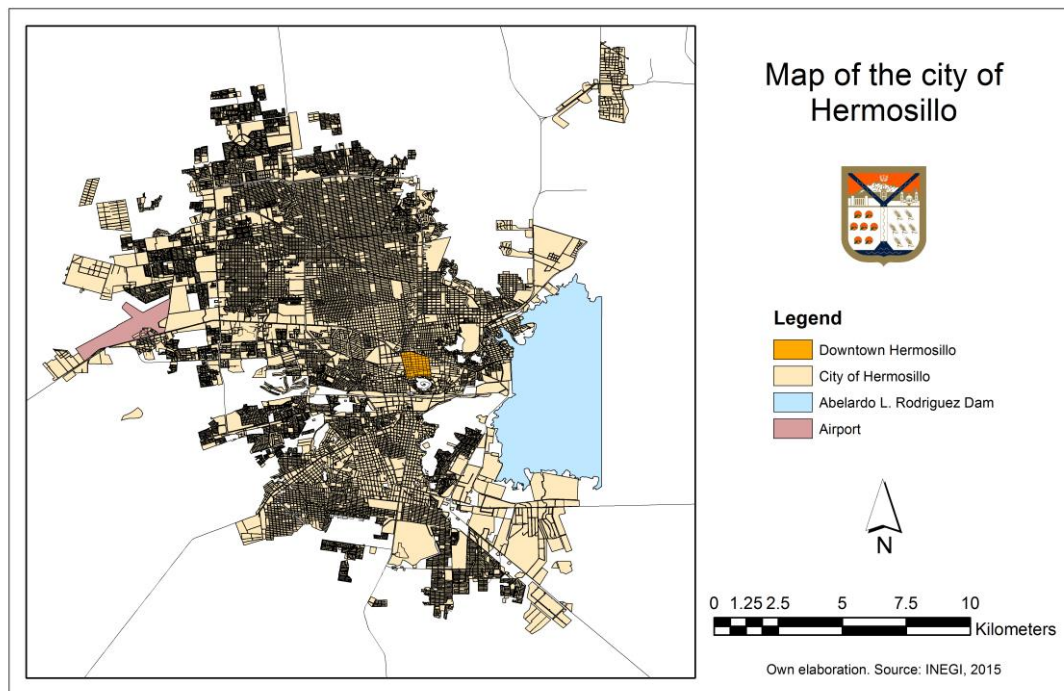 Map of the city of
Hermosillo
Legend
Downtown Hermosillo
City of Hermosillo
Abelardo L. Rodriguez Dam
Airport
N
0 1.25 2.5 5 7.5 10
Kilometers
Own elaboration. Source: INEGI, 2015